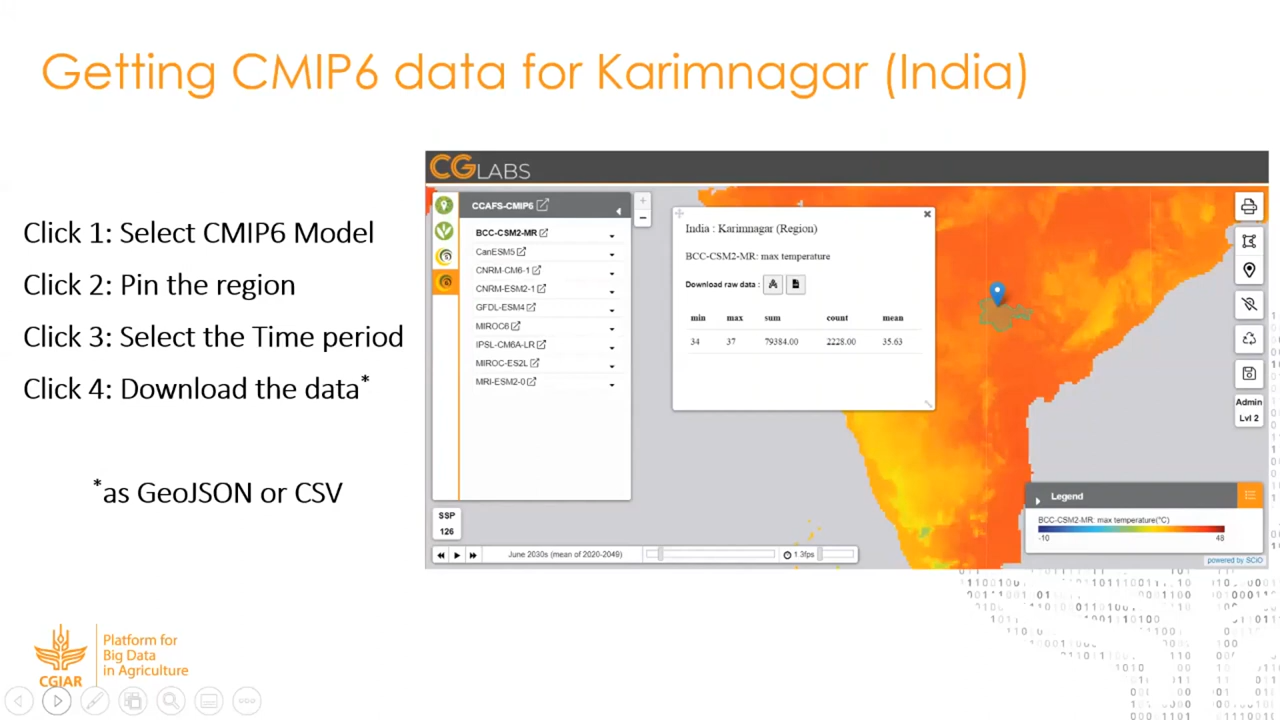 Getting CMIP6 data for Karimnagar (India)
Click 1: Select CMIP6 Model
Click 2: Pin the region
Click 3: Select the Time period
Click 4: Download the data*
*as GeoJSON or CSV
CGLABS
CCAFS-CMIP6
BCC-CSM2-MR
CanESM5
CNRM-CM6-1
CNRM-ESM2-1
GFDL-ESM4
MIROC6
IPSL-CM6A-LR
MIROC-ES2L
MRI-ESM2-0
India : Karimnagar (Region)
BCC-CSM2-MR: max temperature
Download raw data :
min max sum count mean
34 37 79384.00 2228.00 35.63
Admin
Lvl 2
Legend
BCC-CSM2-MR: max temperature(°C)
-10 48
powered by SCiO
SSP
126
June 2030s (mean of 2020-2049)
1.3fps
CGIAR
Platform for
Big Data
in Agriculture